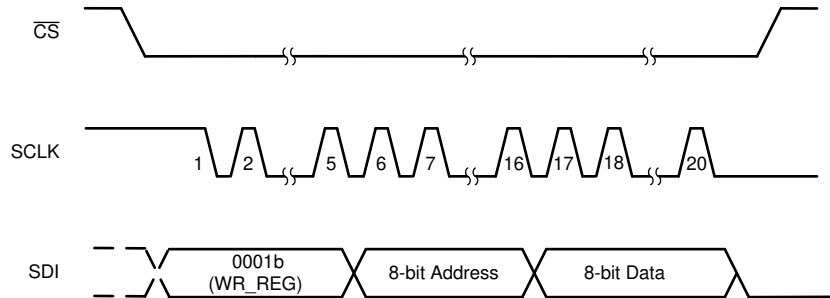 CS
SCLK
1 2 5 6 7 16 17 18 20
SDI
0001b
(WR_REG)
8-bit Address
8-bit Data